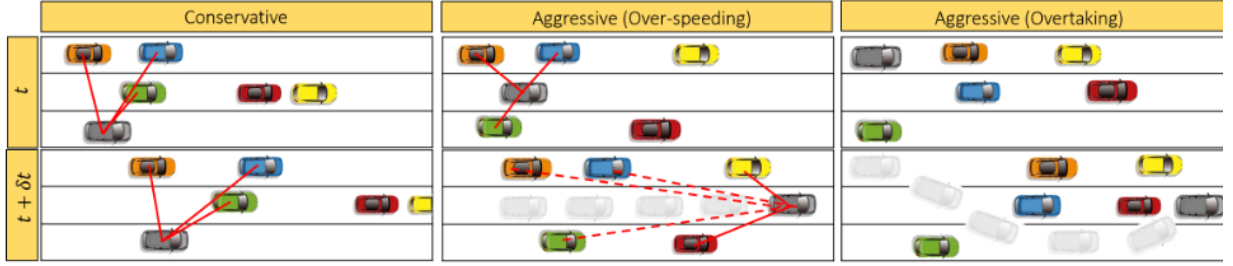 Conservative
Aggressive (Over-speeding)
Aggressive (Overtaking)
t
t + δt